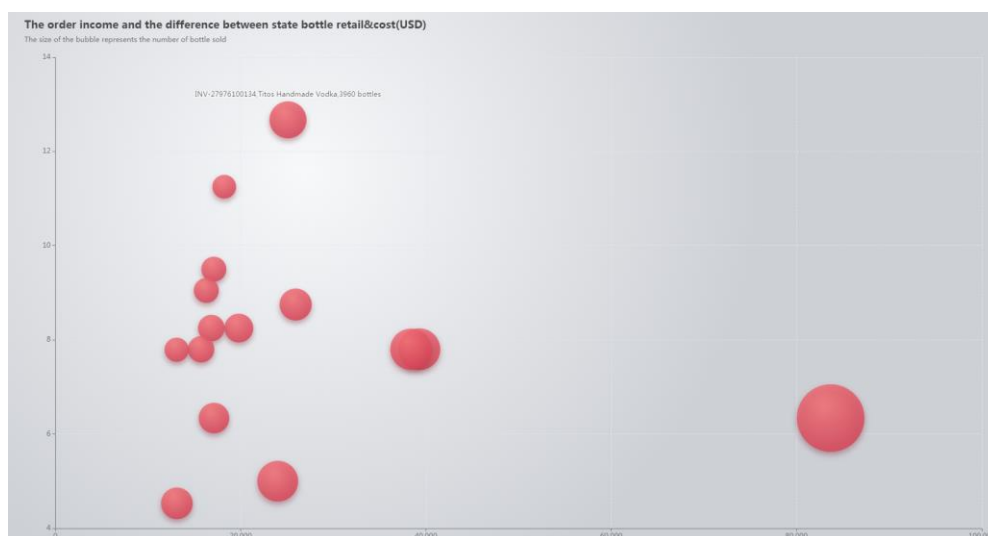 The order income and the difference between state bottle retail&cost(USD)
The size of the bubble represents the number of bottle sold
14
INV-27976100134,Titos Handmade Vodka,3960 bottles
12
10
8
6
4
0 20,000 40,000 60,000 80,000